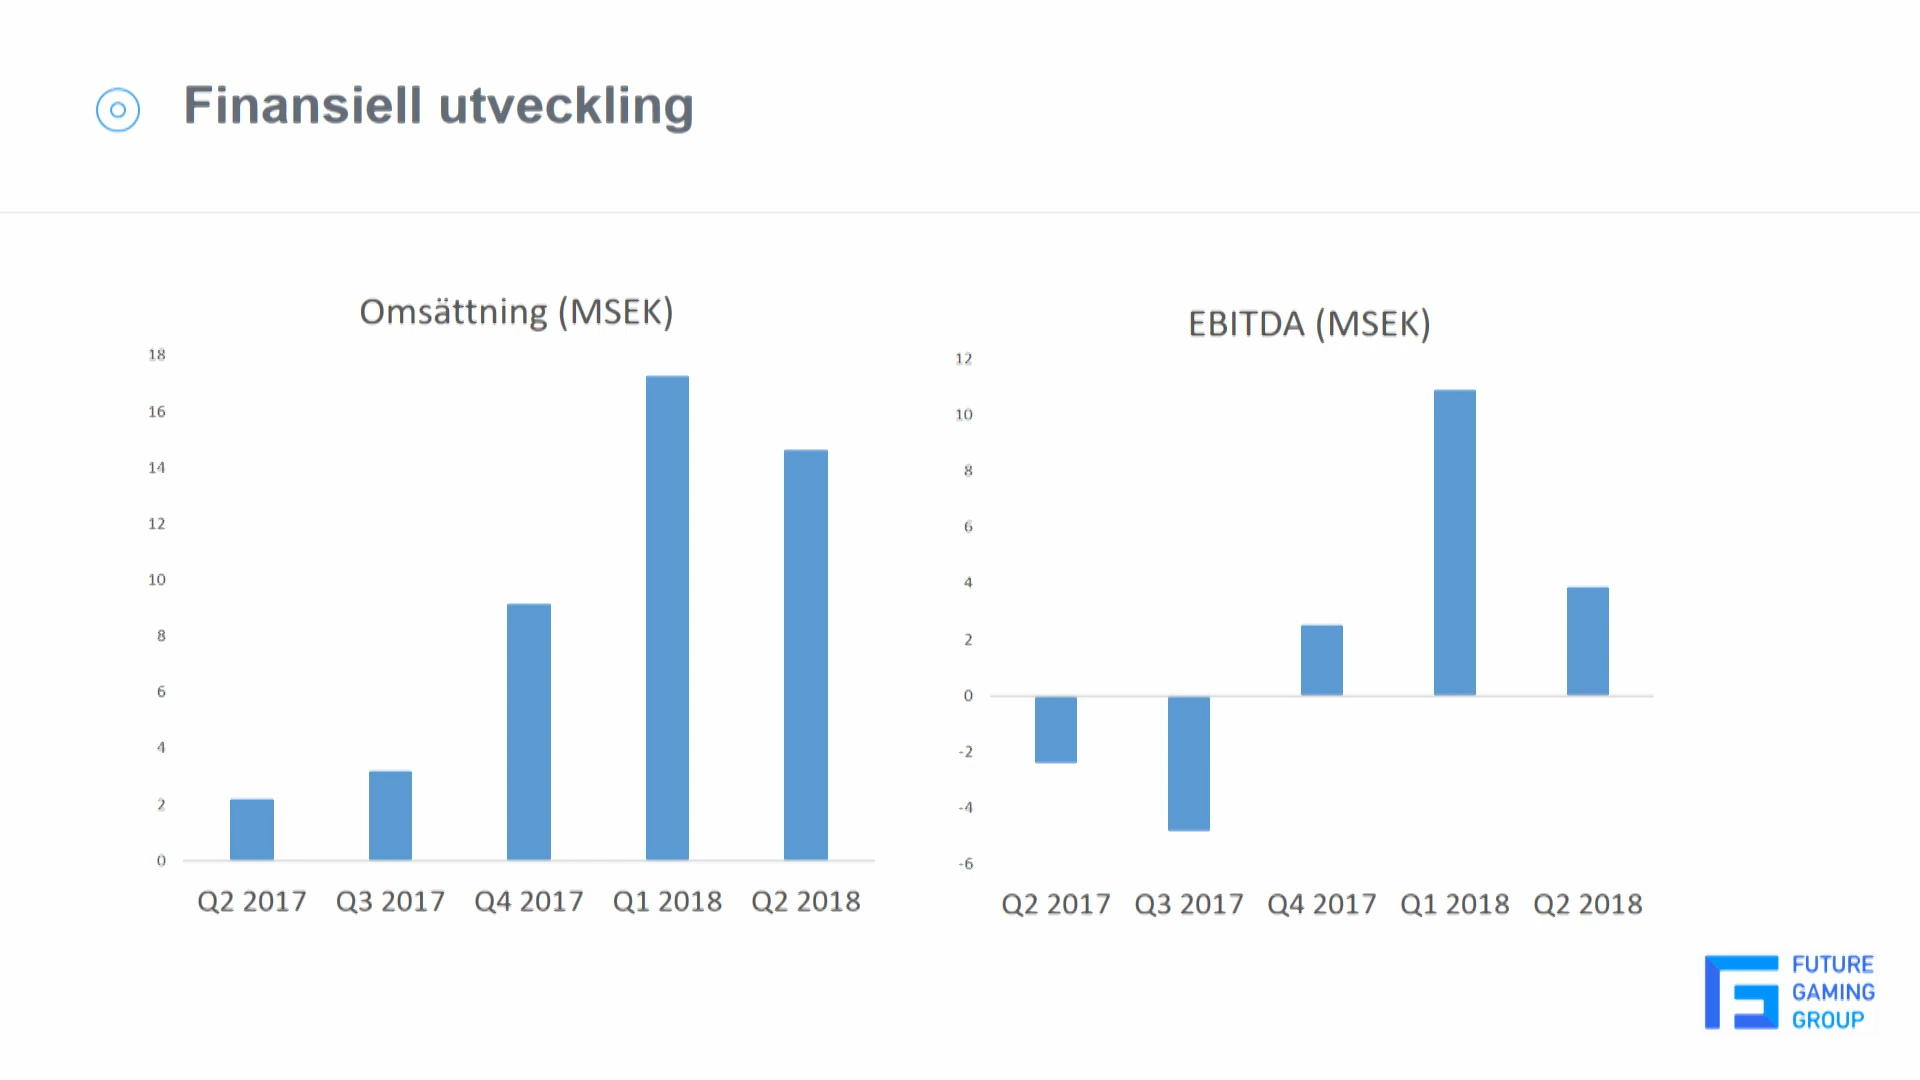 Finansiell utveckling
Omsättning (MSEK)
18
16
14
12
10
8
6
4
2
0
Q2 2017 Q3 2017 Q4 2017 Q1 2018 Q2 2018
EBITDA (MSEK)
12
10
8
6
4
2
0
-2
-4
-6
Q2 2017 Q3 2017 Q4 2017 Q1 2018 Q2 2018
FUTURE
GAMING
GROUP